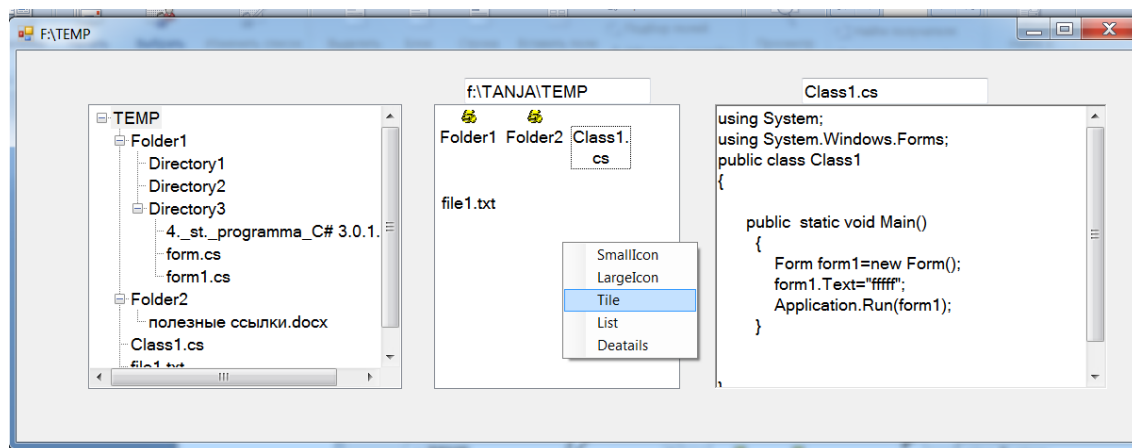 F:\TEMP
f:\TANJA\TEMP
Class1.cs
TEMP
Folder1
Directory1
Directory2
Directory3
4._st._programma_C# 3.0.1.
form.cs
form1.cs
Folder2
полезные ссылки.docx
Class1.cs
file1.txt
Folder1 Folder2 Class1.
cs
file1.txt
SmallIcon
LargeIcon
Tile
List
Deatails
using System;
using System.Windows.Forms;
public class Class1
{
public static void Main()
{
Form form1=new Form();
form1.Text="fffff";
Application.Run(form1);
}
}